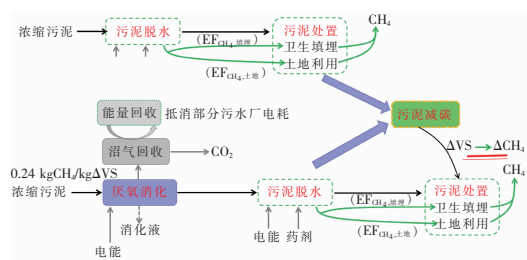 浓缩污泥
污泥脱水
(EFCH₄,填埋)
(EFCH₄,土地)
污泥处置
卫生填埋
土地利用
CH₄
能量回收
抵消部分污水厂电耗
沼气回收
CO₂
污泥减碳
ΔVS
ΔCH₄
0.24 kgCH₄/kgΔVS
浓缩污泥
厌氧消化
消化液
电能
污泥脱水
电能
药剂
(EFCH₄,填埋)
(EFCH₄,土地)
污泥处置
卫生填埋
土地利用
CH₄